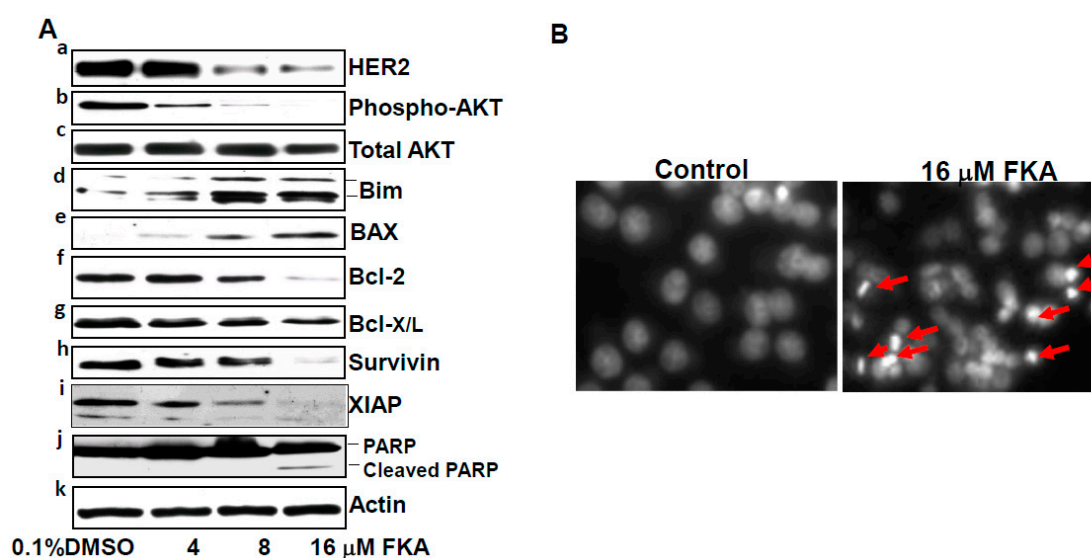 A
B
a
HER2
b
Phospho-AKT
c
Total AKT
d
Bim
e
BAX
f
Bcl-2
g
Bcl-X/L
h
Survivin
i
XIAP
j
PARP
Cleaved PARP
k
Actin
0.1%DMSO 4 8 16 μM FKA
Control
16 μM FKA